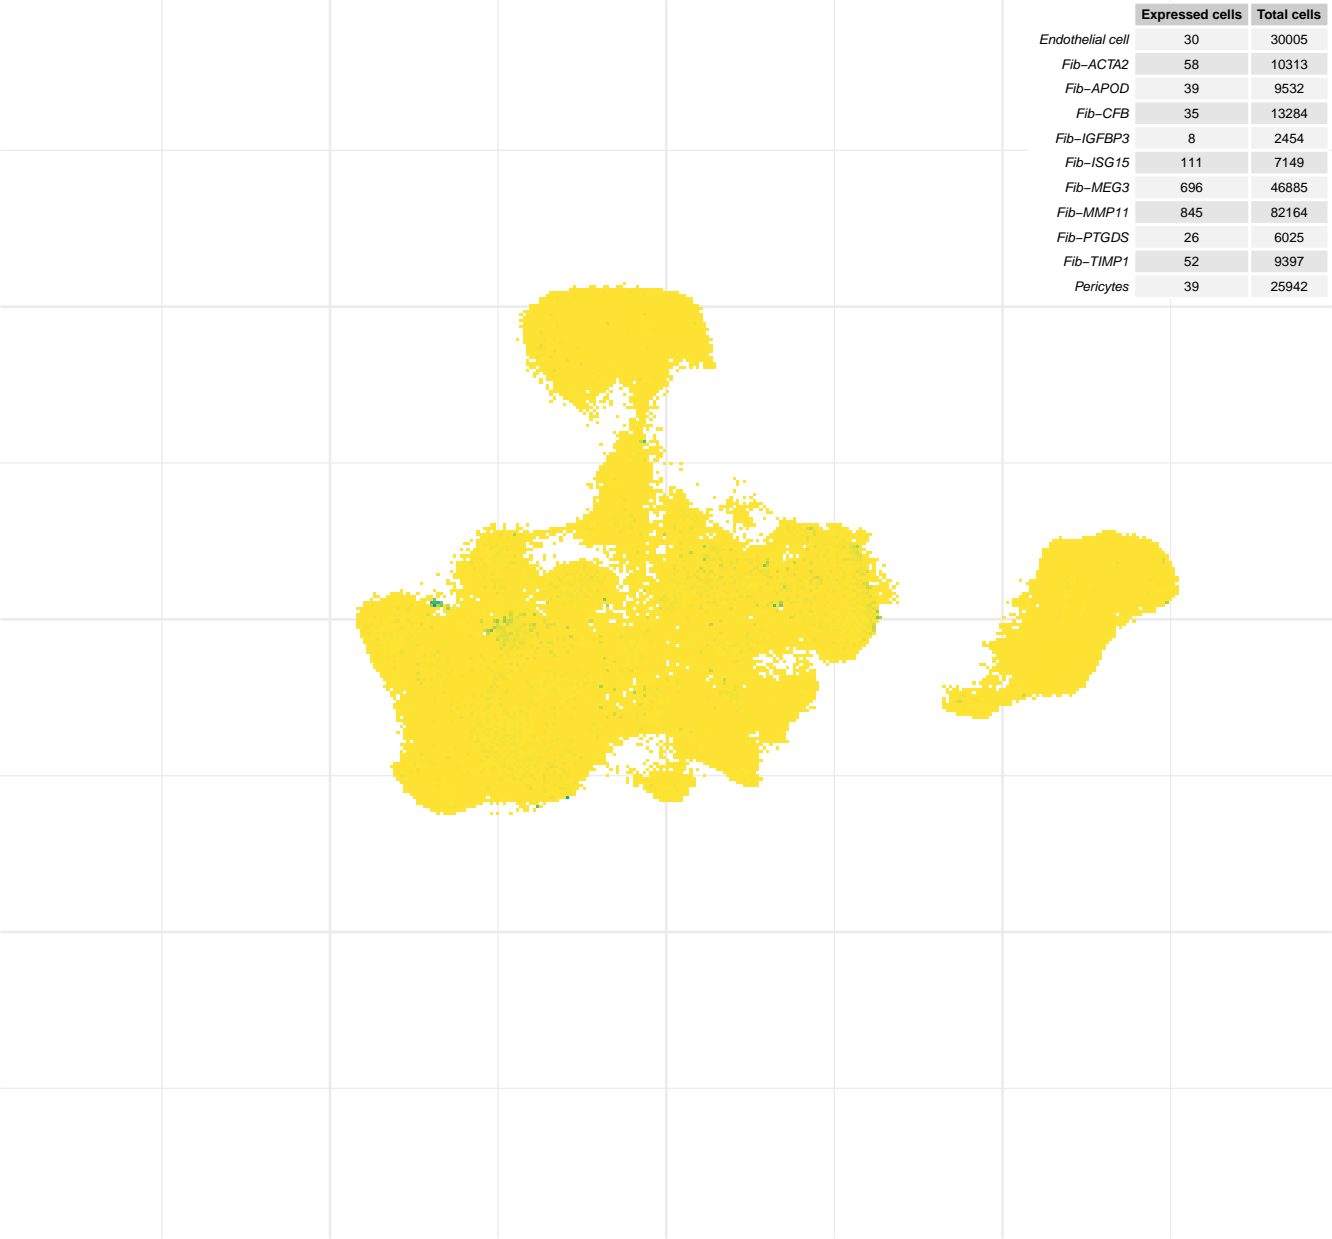 Expressed cells Total cells
Endothelial cell 30 30005
Fib−ACTA2 58 10313
Fib−APOD 39 9532
Fib−CFB 35 13284
Fib−IGFBP3 8 2454
Fib−ISG15 111 7149
Fib−MEG3 696 46885
Fib−MMP11 845 82164
Fib−PTGDS 26 6025
Fib−TIMP1 52 9397
Pericytes 39 25942